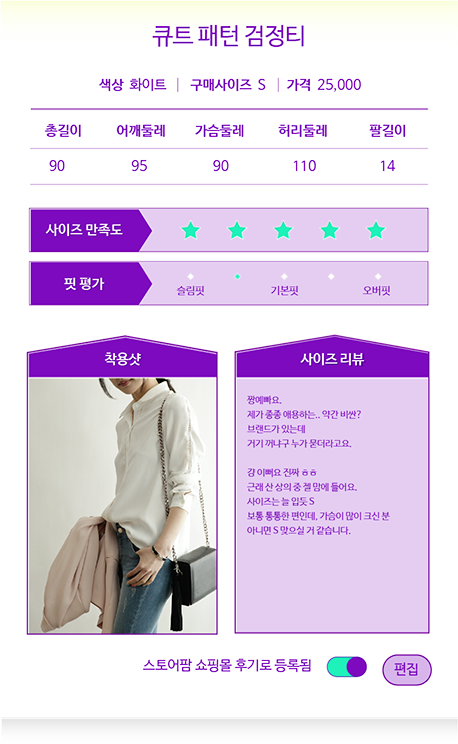 큐트 패턴 검정티
색상 화이트 | 구매사이즈 S | 가격 25,000
총길이 어깨둘레 가슴둘레 허리둘레 팔길이
90 95 90 110 14
사이즈 만족도
핏 평가
슬림핏 기본핏 오버핏
착용샷
사이즈 리뷰
짱예뻐요.
제가 종종 애용하는.. 약간 비싼?
브랜드가 있는데
거기 꺼냐구 누가 묻더라고요.
걍 이뻐요 진짜 ㅎㅎ
근래 산 상의 중 젤 맘에 들어요.
사이즈는 늘 입듯 S
보통 통통한 편인데, 가슴이 많이 크신 분
아니면 S 맞으실 거 같습니다.
스토어팜 쇼핑몰 후기로 등록됨
편집